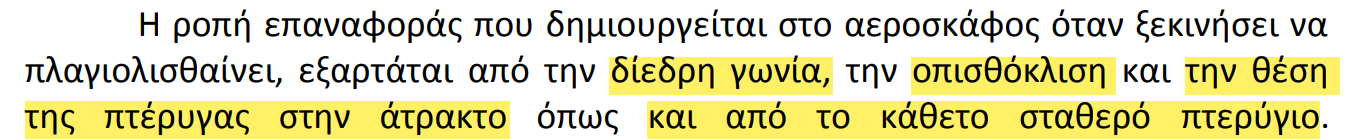 Η ροπή επαναφοράς που δημιουργείται στο αεροσκάφος όταν ξεκινήσει να
πλαγιολισθαίνει, εξαρτάται από την δίεδρη γωνία, την οπισθόκλιση και την θέση
της πτέρυγας στην άτρακτο όπως και από το κάθετο σταθερό πτερύγιο.